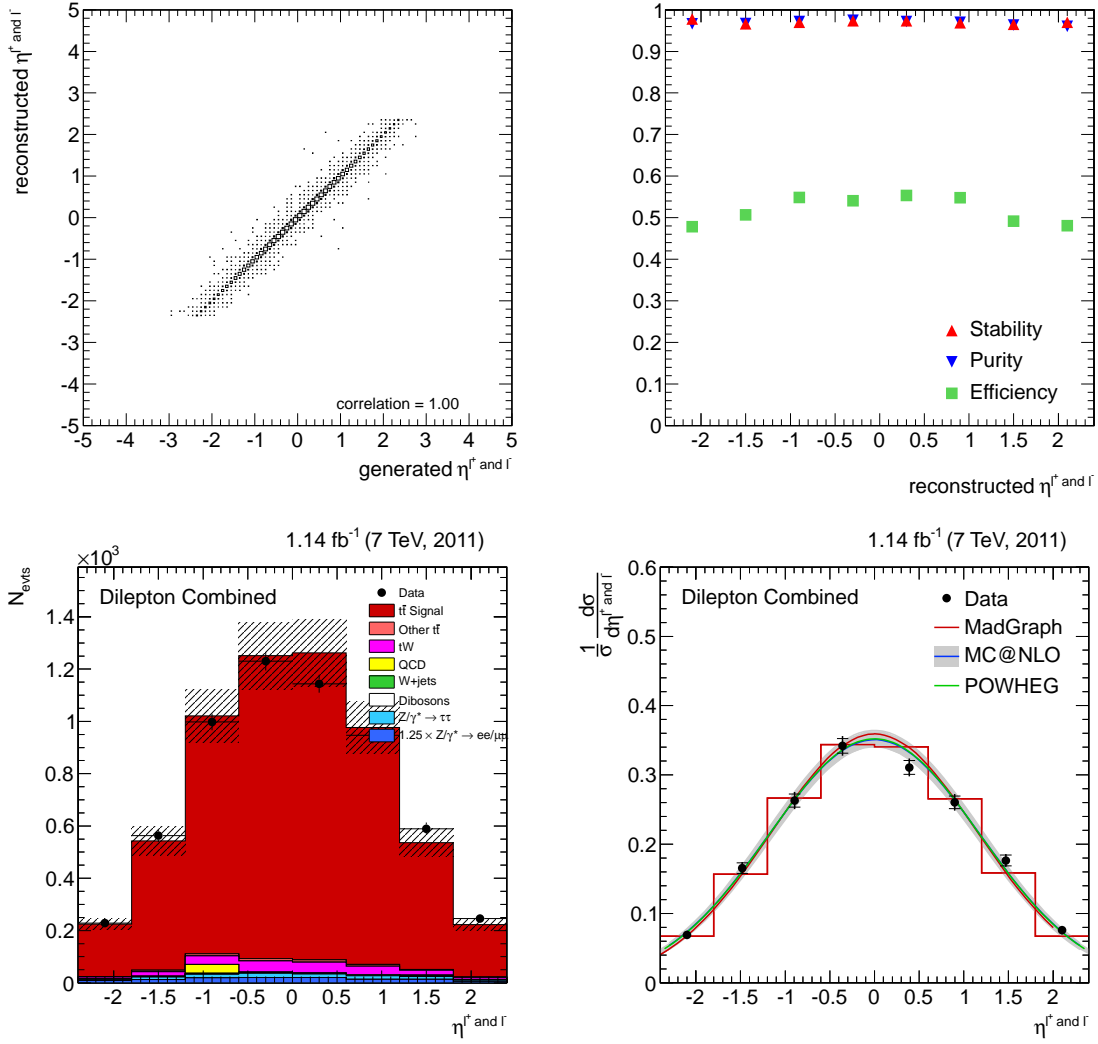 reconstructed η^{l⁺ and l⁻}
5
4
3
2
1
0
-1
-2
-3
-4
-5
correlation = 1.00
-5 -4 -3 -2 -1 0 1 2 3 4 5
generated η^{l⁺ and l⁻}
1
0.9
0.8
0.7
0.6
0.5
0.4
0.3
0.2
0.1
0
Stability
Purity
Efficiency
-2 -1.5 -1 -0.5 0 0.5 1 1.5 2
reconstructed η^{l⁺ and l⁻}
×10³
1.14 fb⁻¹ (7 TeV, 2011)
N_{evts}
Dilepton Combined
Data
tt̄ Signal
Other tt̄
tW
QCD
W+jets
Dibosons
Z/γ* → ττ
1.25 × Z/γ* → ee/μμ
1.4
1.2
1
0.8
0.6
0.4
0.2
0
-2 -1.5 -1 -0.5 0 0.5 1 1.5 2
η^{l⁺ and l⁻}
1.14 fb⁻¹ (7 TeV, 2011)
1/σ dσ/dη^{l⁺ and l⁻}
Dilepton Combined
Data
MadGraph
MC@NLO
POWHEG
0.6
0.5
0.4
0.3
0.2
0.1
0
-2 -1.5 -1 -0.5 0 0.5 1 1.5 2
η^{l⁺ and l⁻}